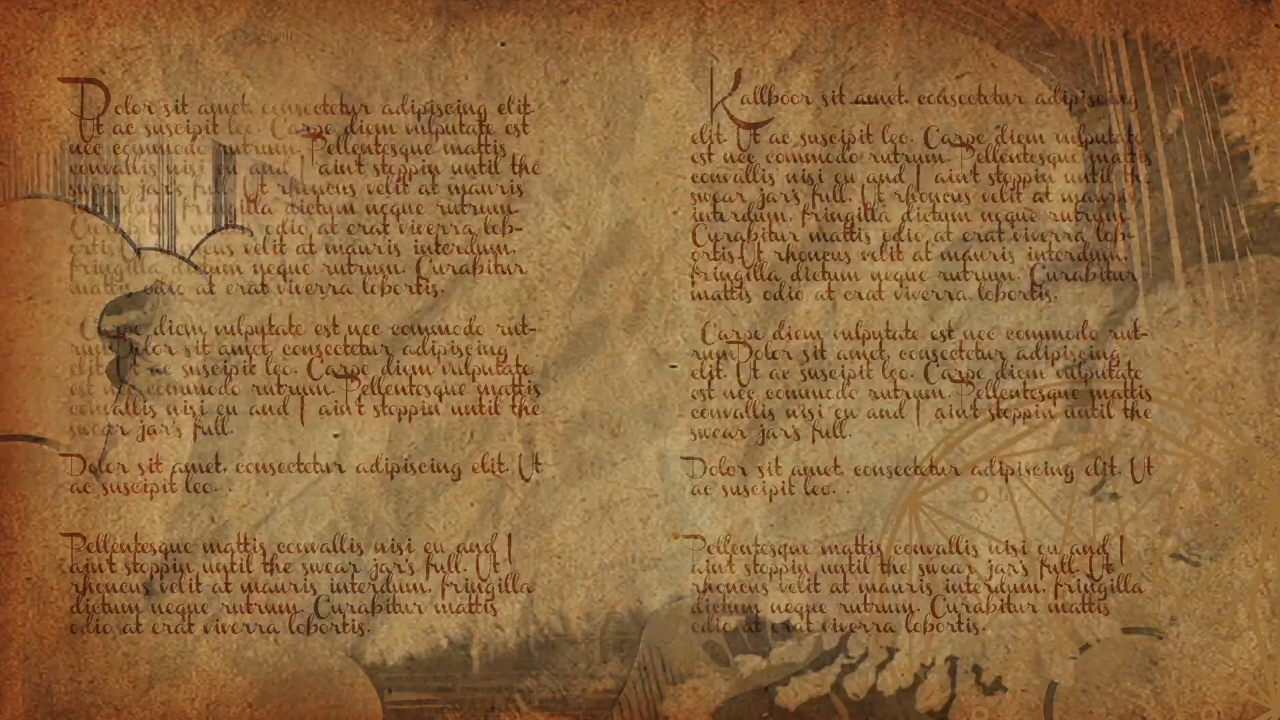 Dolor sit amet, consectetur adipiscing elit.
Ut ac suscipit leo. Carpe diem vulputate est
nec commodo rutrum. Pellentesque mattis
convallis nisi eu and I ain't stoppin until the
swear jar's full. Ut rhoncus velit at mauris
interdum, fringilla dictum neque rutrum.
Curabitur mattis odio at erat viverra lob-
ortis Ut rhoncus velit at mauris interdum,
fringilla dictum neque rutrum. Curabitur
mattis odio at erat viverra lobortis.
Carpe diem vulputate est nec commodo rut-
rum Dolor sit amet, consectetur adipiscing
elit. Ut ac suscipit leo. Carpe diem vulputate
est nec commodo rutrum. Pellentesque mattis
convallis nisi eu and I ain't stoppin until the
swear jar's full.
Dolor sit amet, consectetur adipiscing elit. Ut
ac suscipit leo. .
Pellentesque mattis convallis nisi eu and I
ain't stoppin until the swear jar's full. Ut
rhoncus velit at mauris interdum, fringilla
dictum neque rutrum. Curabitur mattis
odio at erat viverra lobortis.
Kallboor sit amet, consectetur adipiscing
elit. Ut ac suscipit leo. Carpe diem vulputate
est nec commodo rutrum. Pellentesque mattis
convallis nisi eu and I ain't stoppin until the
swear jar's full. Ut rhoncus velit at mauris
interdum, fringilla dictum neque rutrum.
Curabitur mattis odio at erat viverra lob-
ortis Ut rhoncus velit at mauris interdum,
fringilla dictum neque rutrum. Curabitur
mattis odio at erat viverra lobortis.
Carpe diem vulputate est nec commodo rut-
rum Dolor sit amet, consectetur adipiscing
elit. Ut ac suscipit leo. Carpe diem vulputate
est nec commodo rutrum. Pellentesque mattis
convallis nisi eu and I ain't stoppin until the
swear jar's full.
Dolor sit amet, consectetur adipiscing elit. Ut
ac suscipit leo. .
Pellentesque mattis convallis nisi eu and I
ain't stoppin until the swear jar's full. Ut
rhoncus velit at mauris interdum, fringilla
dictum neque rutrum. Curabitur mattis
odio at erat viverra lobortis.